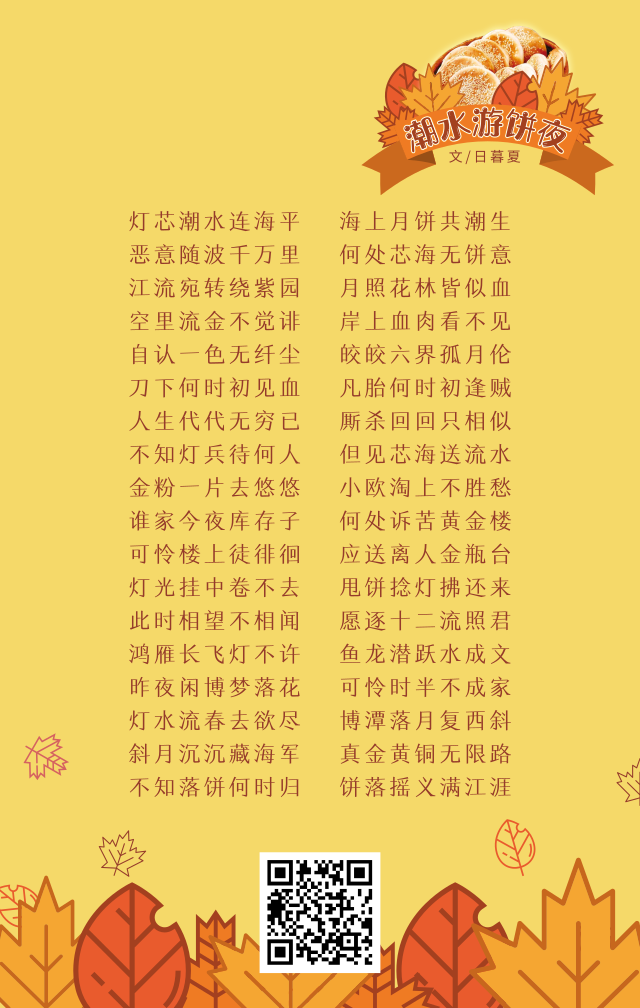 潮水游饼夜
文/日暮夏
灯芯潮水连海平 海上月饼共潮生
恶意随波千万里 何处芯海无饼意
江流宛转绕紫园 月照花林皆似血
空里流金不觉诽 岸上血肉看不见
自认一色无纤尘 皎皎六界孤月伦
刀下何时初见血 凡胎何时初逢贼
人生代代无穷已 厮杀回回只相似
不知灯兵待何人 但见芯海送流水
金粉一片去悠悠 小欧淘上不胜愁
谁家今夜库存子 何处诉苦黄金楼
可怜楼上徒徘徊 应送离人金瓶台
灯光挂中卷不去 甩饼捻灯拂还来
此时相望不相闻 愿逐十二流照君
鸿雁长飞灯不许 鱼龙潜跃水成文
昨夜闲博梦落花 可怜时半不成家
灯水流春去欲尽 博潭落月复西斜
斜月沉沉藏海军 真金黄铜无限路
不知落饼何时归 饼落摇义满江涯